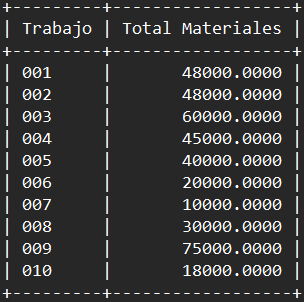 +---------+------------------+
| Trabajo | Total Materiales |
+---------+------------------+
| 001     |       48000.0000 |
| 002     |       48000.0000 |
| 003     |       60000.0000 |
| 004     |       45000.0000 |
| 005     |       40000.0000 |
| 006     |       20000.0000 |
| 007     |       10000.0000 |
| 008     |       30000.0000 |
| 009     |       75000.0000 |
| 010     |       18000.0000 |
+---------+------------------+